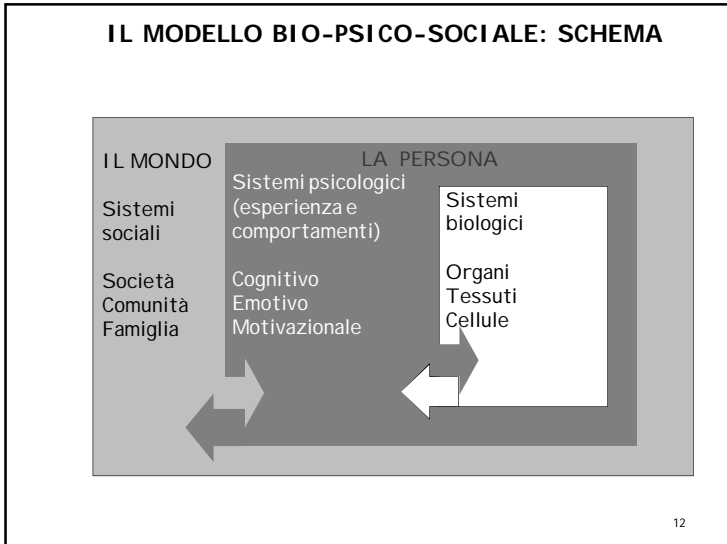 IL MODELLO BIO-PSICO-SOCIALE: SCHEMA
IL MONDO
Sistemi
sociali
Società
Comunità
Famiglia
LA PERSONA
Sistemi psicologici
(esperienza e
comportamenti)
Cognitivo
Emotivo
Motivazionale
Sistemi
biologici
Organi
Tessuti
Cellule
12